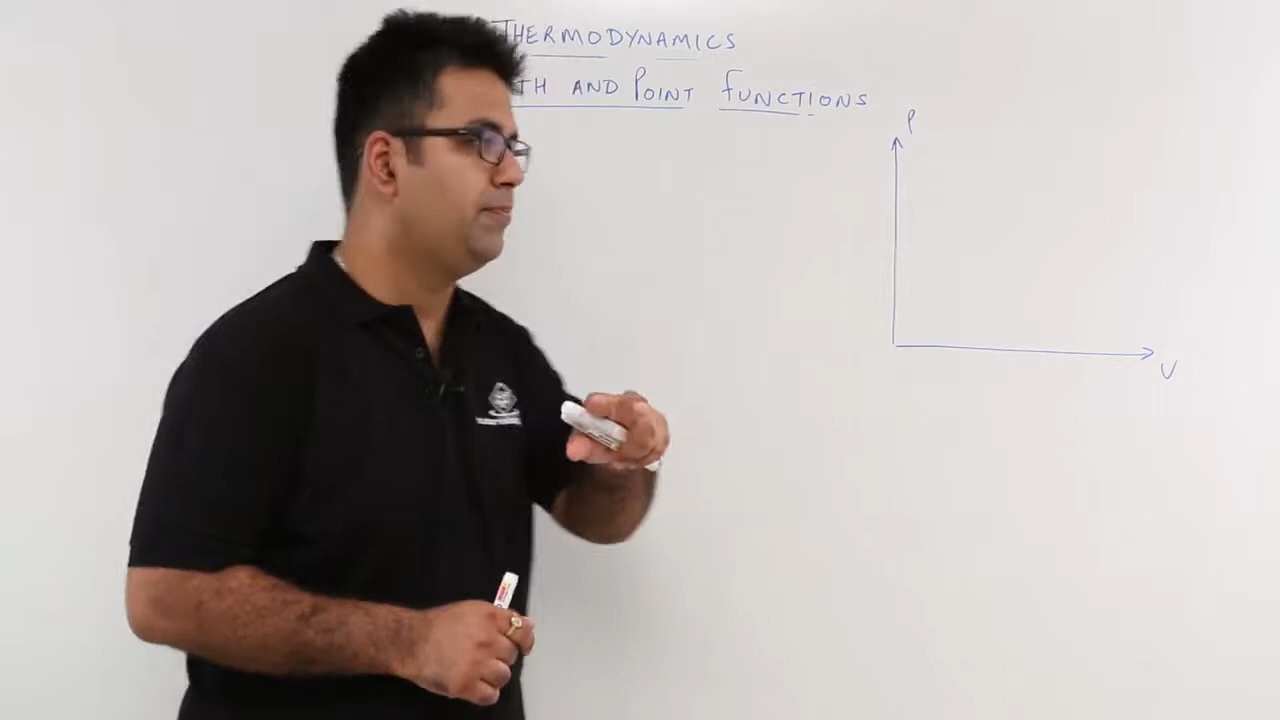 THERMODYNAMICS
TH AND POINT FUNCTIONS
P
V